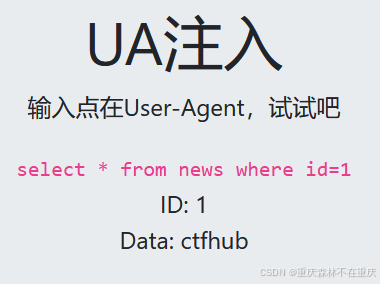 UA注入
输入点在User-Agent，试试吧
select * from news where id=1
ID: 1
Data: ctfhub
CSDN @重庆森林不在重庆